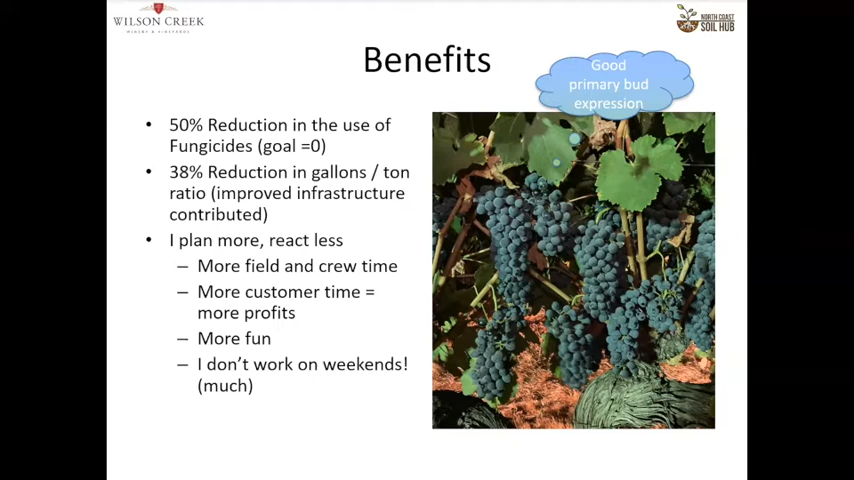 WILSON CREEK
WINERY & VINEYARDS
NORTH COAST
SOIL HUB
Benefits
Good
primary bud
expression
• 50% Reduction in the use of
Fungicides (goal =0)
• 38% Reduction in gallons / ton
ratio (improved infrastructure
contributed)
• I plan more, react less
– More field and crew time
– More customer time =
more profits
– More fun
– I don’t work on weekends!
(much)